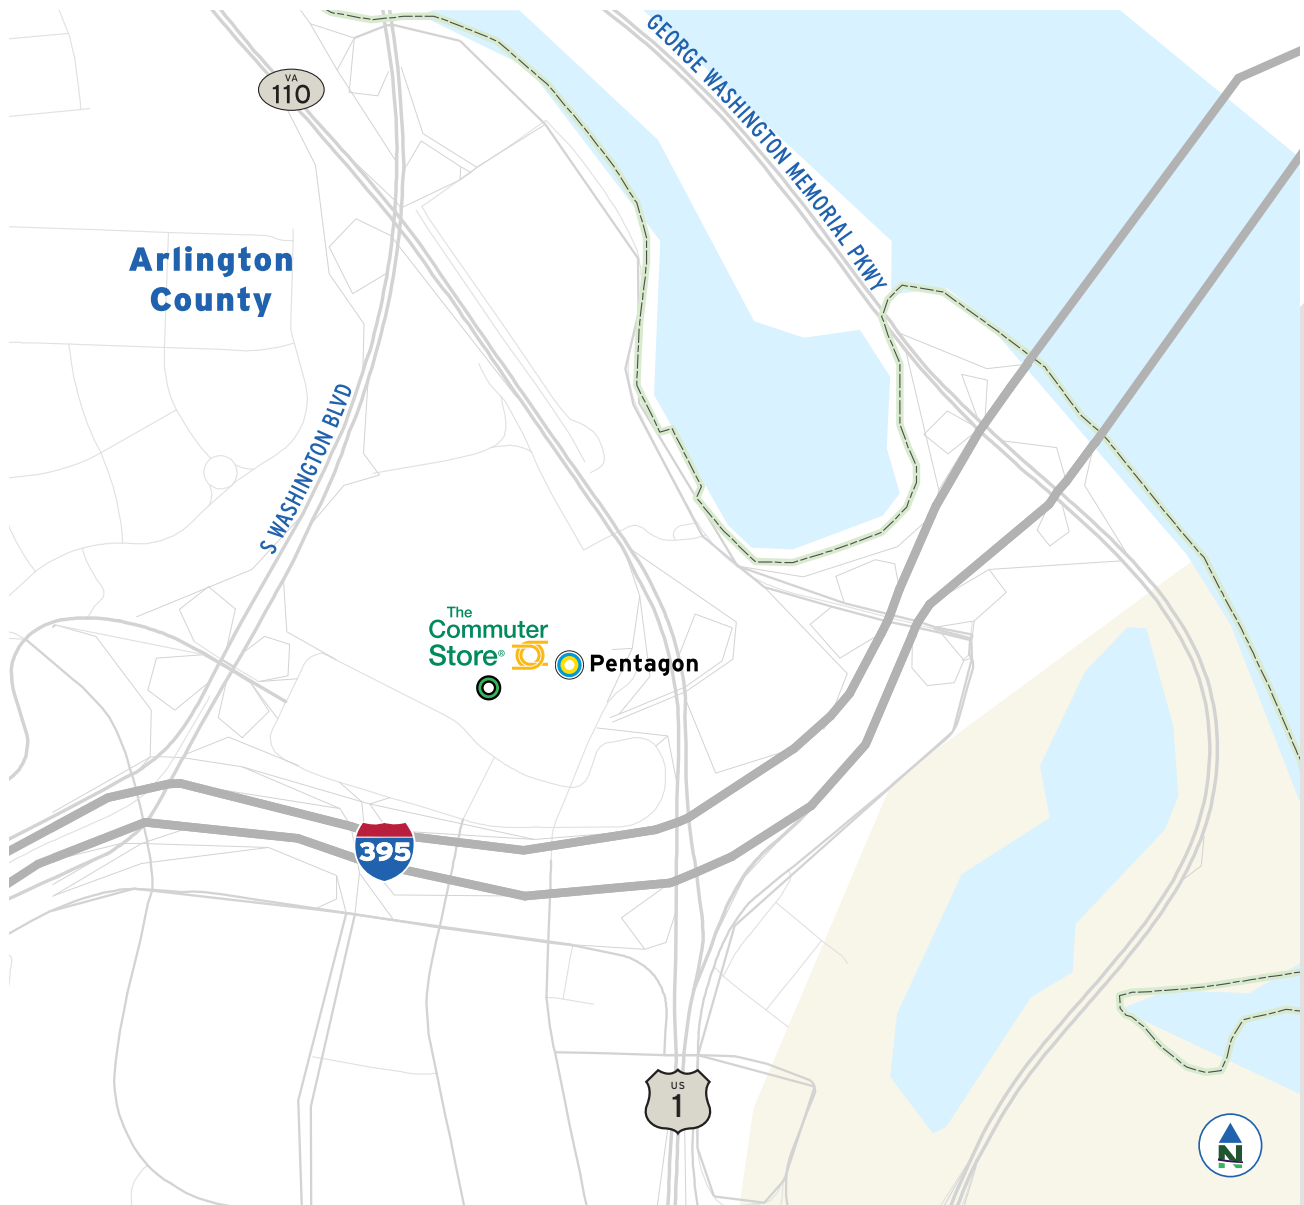 GEORGE WASHINGTON MEMORIAL PKWY
VA
110
Arlington
County
S WASHINGTON BLVD
The
Commuter
Store®
Pentagon
395
US
1
N